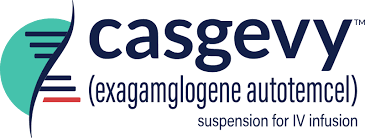 casgevy™
(exagamglogene autotemcel)
suspension for IV infusion